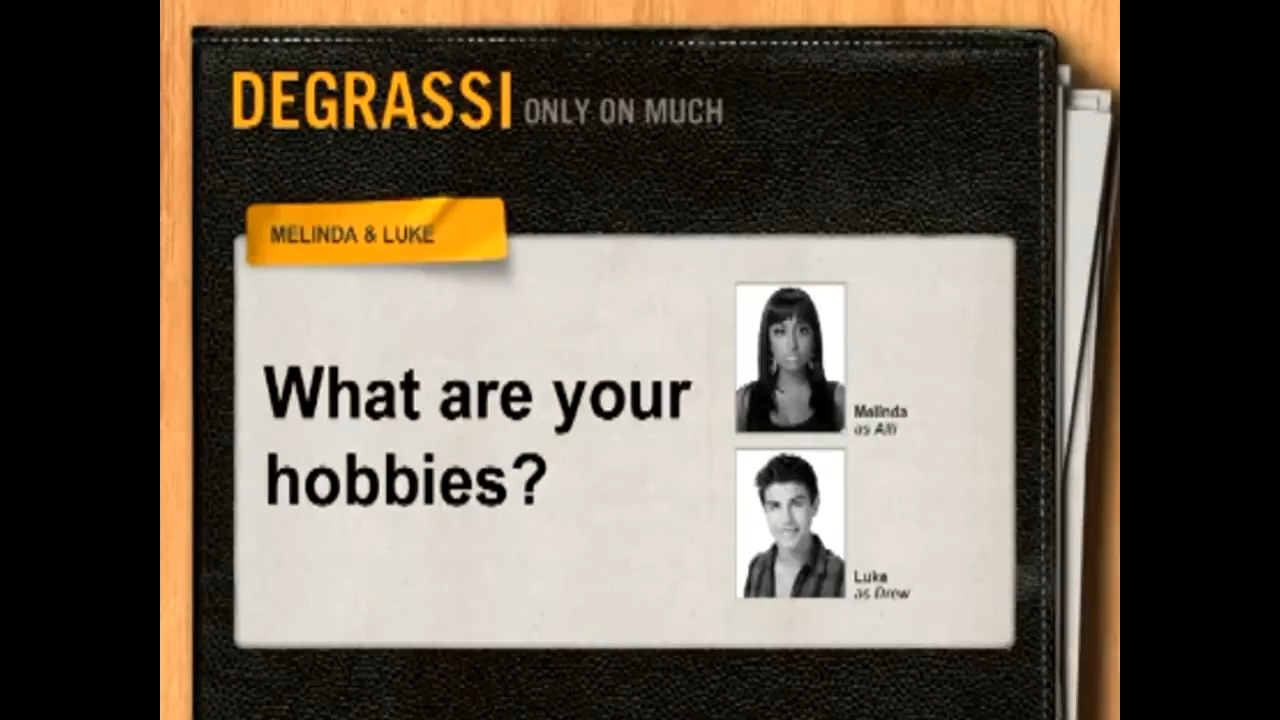 DEGRASSI ONLY ON MUCH
MELINDA & LUKE
What are your
hobbies?
Melinda
as Alli
Luke
as Drew